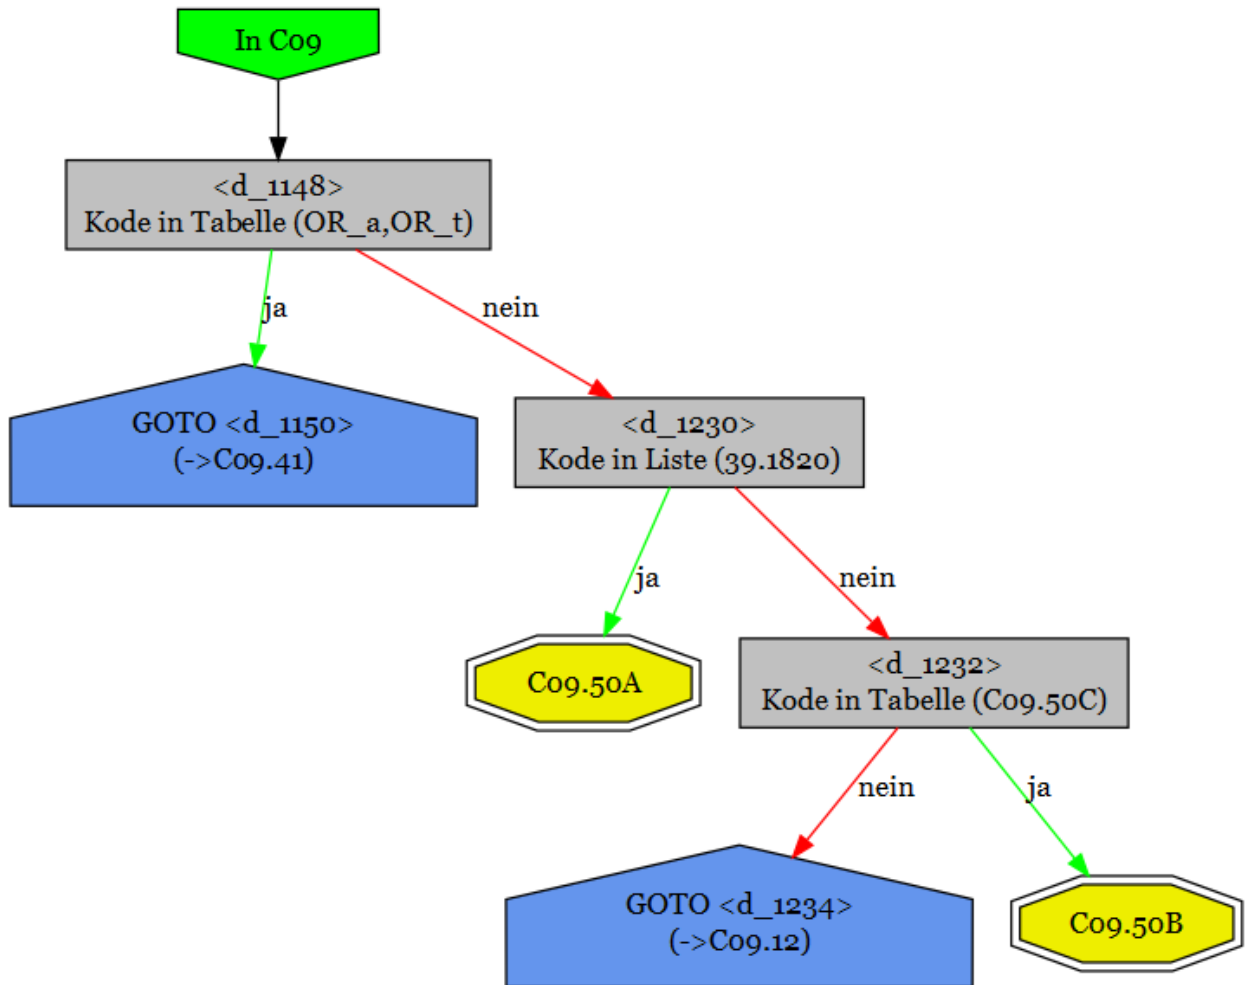 In C09
<d_1148>
Kode in Tabelle (OR_a,OR_t)
ja
nein
GOTO <d_1150>
(->C09.41)
<d_1230>
Kode in Liste (39.1820)
ja
nein
C09.50A
<d_1232>
Kode in Tabelle (C09.50C)
nein
ja
GOTO <d_1234>
(->C09.12)
C09.50B